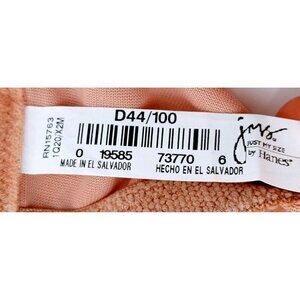 D44/100
RN15763
1Q20/X2M
0 19585 73770 6
MADE IN EL SALVADOR HECHO EN EL SALVADOR
jms
JUST MY SIZE
by Hanes